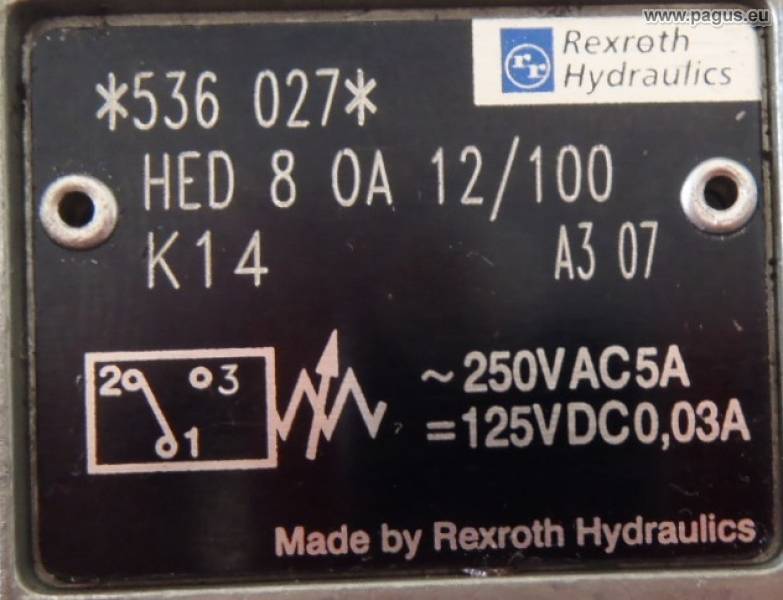 www.pagus.eu
Rexroth
Hydraulics
*536 027*
HED 8 OA 12/100
K14
A3 07
2 3
1
~250VAC5A
=125VDC0,03A
Made by Rexroth Hydraulics